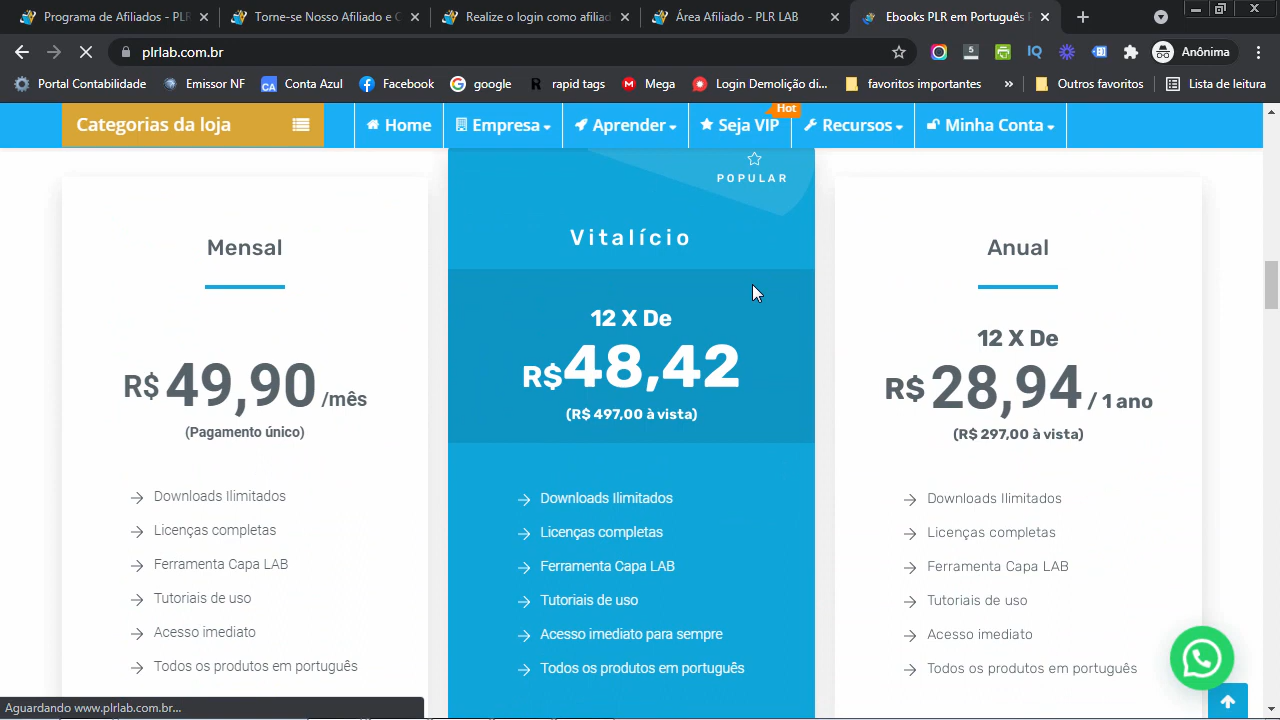 Programa de Afiliados - PLR
Torne-se Nosso Afiliado e C
Realize o login como afiliad
Área Afiliado - PLR LAB
Ebooks PLR em Português P
plrlab.com.br
5
IQ
Anônima
Portal Contabilidade
Emissor NF
CA
Conta Azul
Facebook
google
R
rapid tags
M
Mega
Login Demolição di...
favoritos importantes
»
Outros favoritos
Lista de leitura
Categorias da loja
Home
Empresa
Aprender
Hot
Seja VIP
Recursos
Minha Conta
Mensal
R$ 49,90 /mês
(Pagamento único)
Downloads Ilimitados
Licenças completas
Ferramenta Capa LAB
Tutoriais de uso
Acesso imediato
Todos os produtos em português
POPULAR
Vitalício
12 X De
R$48,42
(R$ 497,00 à vista)
Downloads Ilimitados
Licenças completas
Ferramenta Capa LAB
Tutoriais de uso
Acesso imediato para sempre
Todos os produtos em português
Anual
12 X De
R$ 28,94 / 1 ano
(R$ 297,00 à vista)
Downloads Ilimitados
Licenças completas
Ferramenta Capa LAB
Tutoriais de uso
Acesso imediato
Todos os produtos em português
Aguardando www.plrlab.com.br...